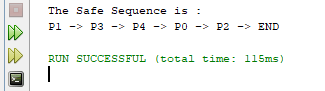 The Safe Sequence is :
P1 -> P3 -> P4 -> P0 -> P2 -> END
RUN SUCCESSFUL (total time: 115ms)